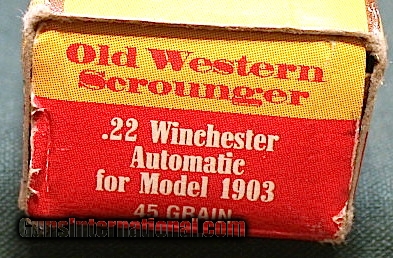 Old Western
Scrounger
.22 Winchester
Automatic
for Model 1903
45 GRAIN
GunsInternational.com